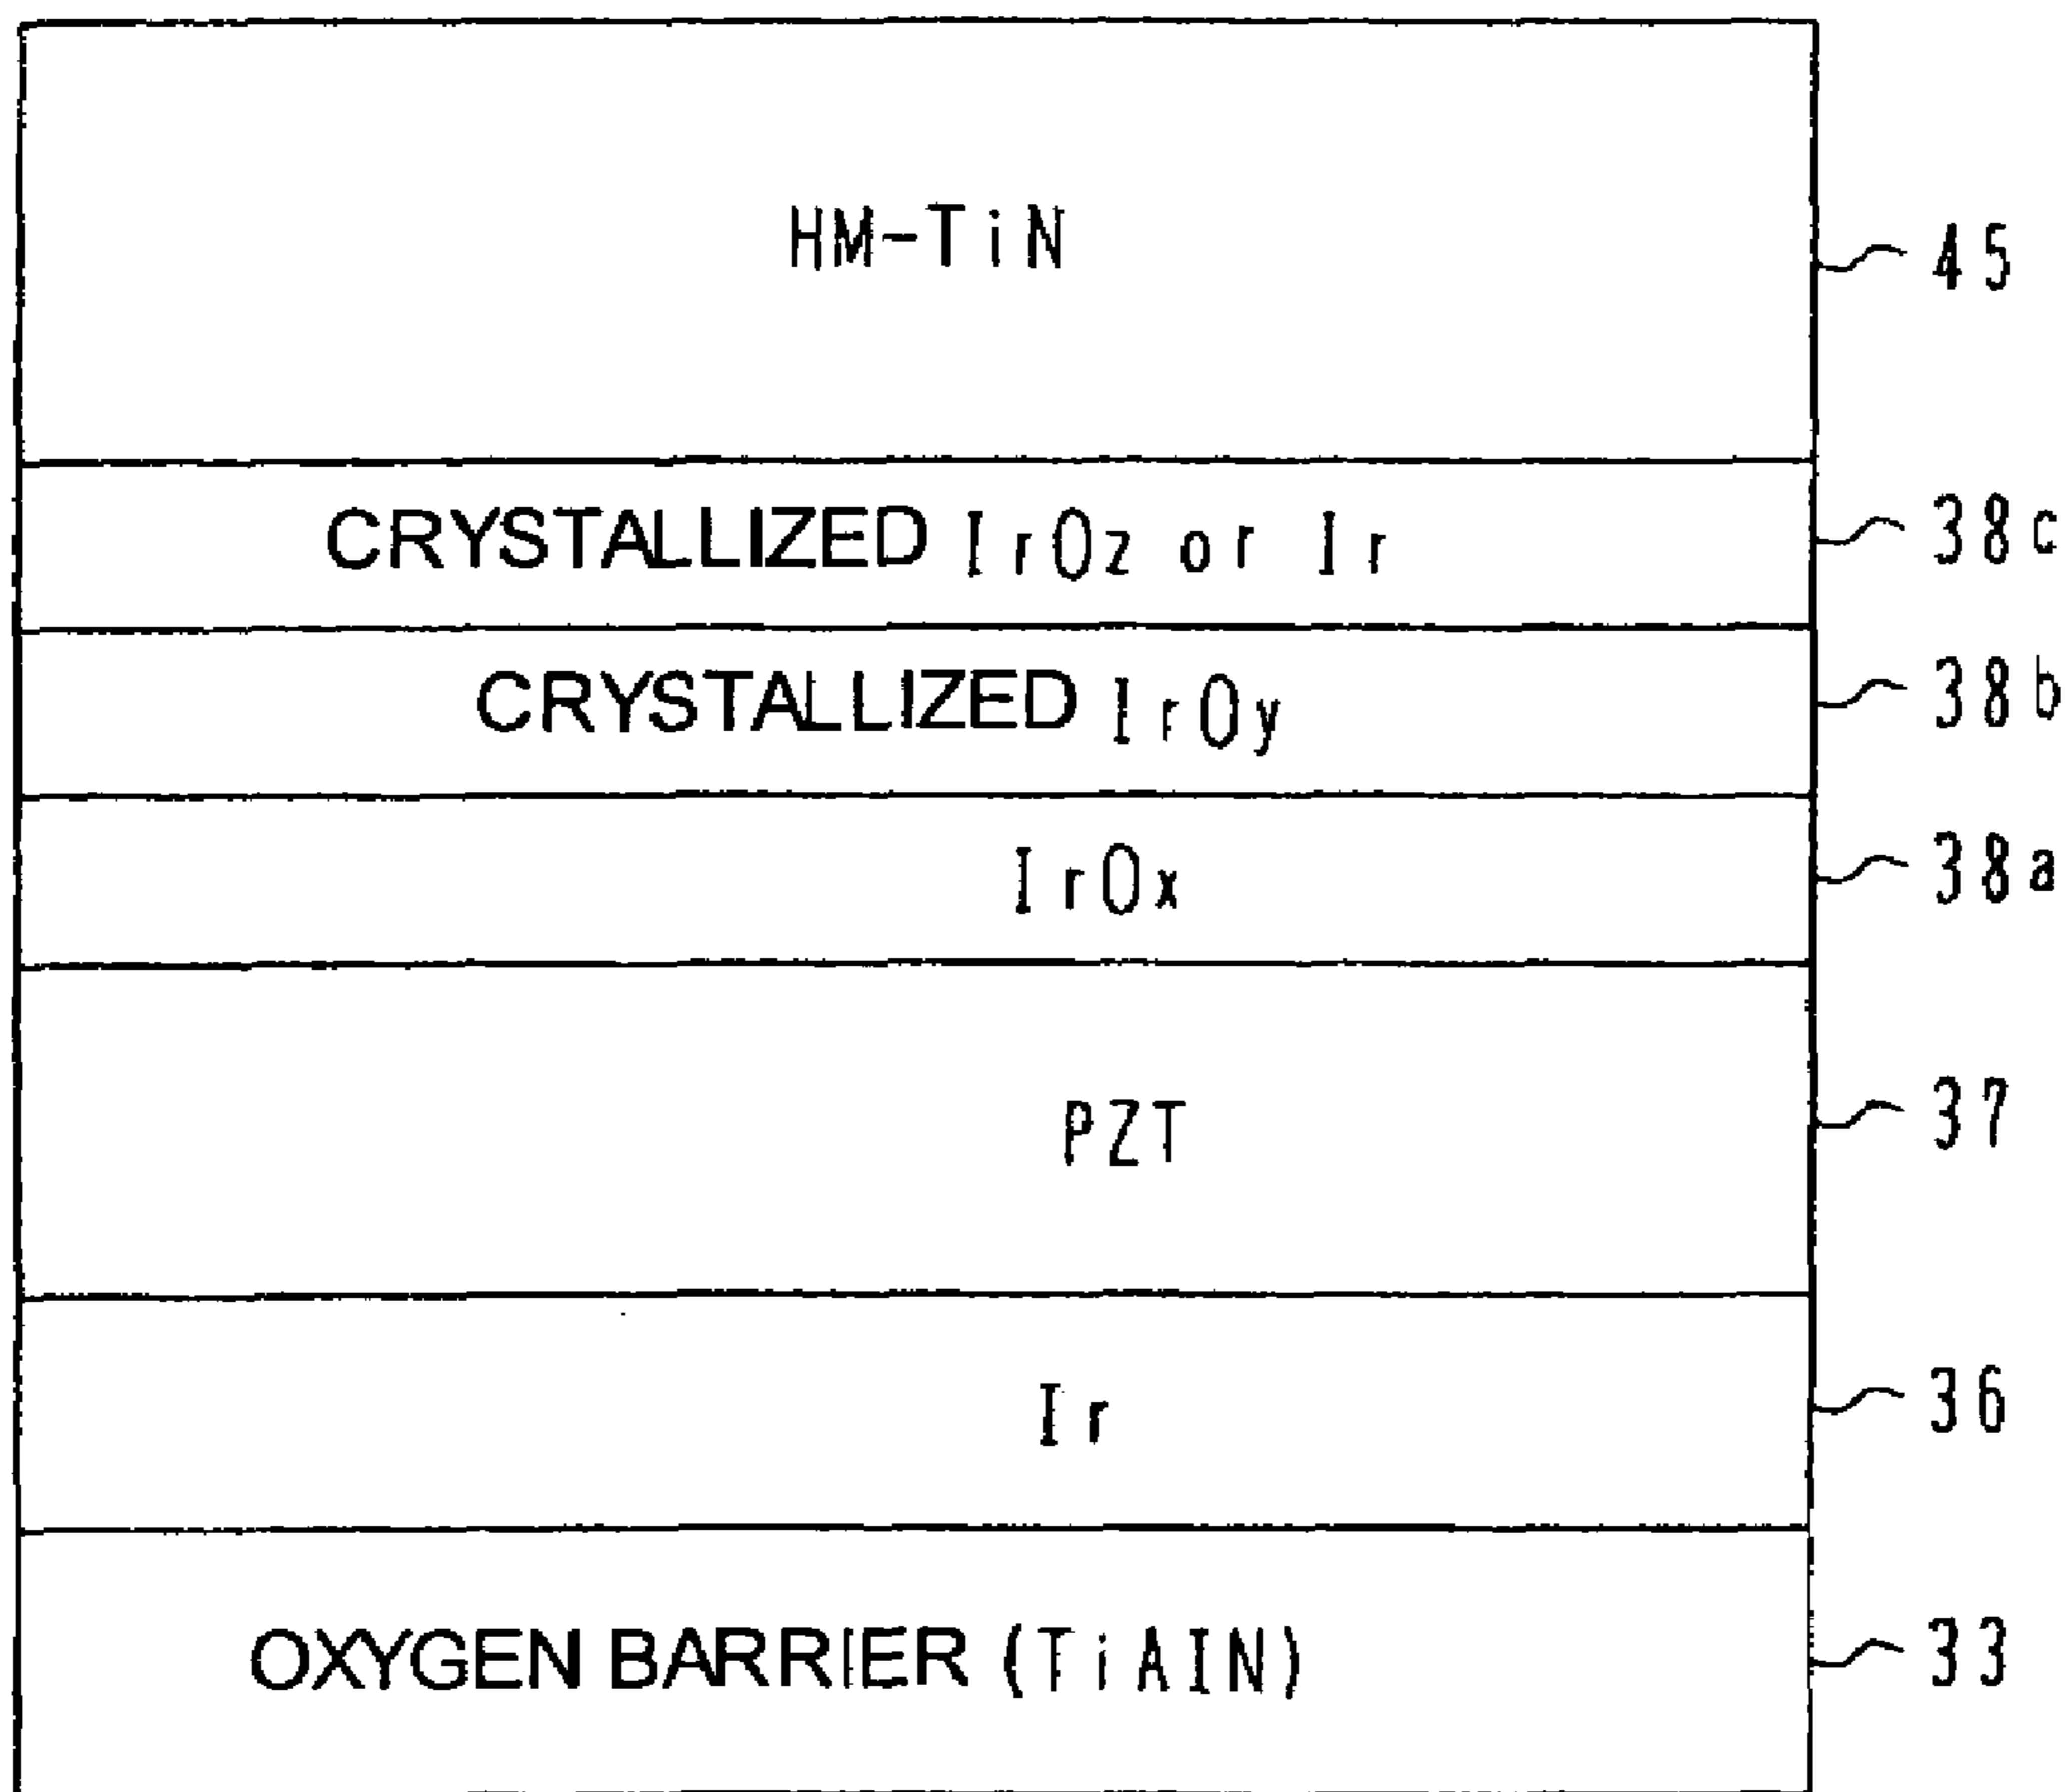 HM-TiN 45
CRYSTALLIZED IrOz or Ir 38c
CRYSTALLIZED IrOy 38b
IrOx 38a
PZT 37
Ir 36
OXYGEN BARRIER (TiAlN) 33